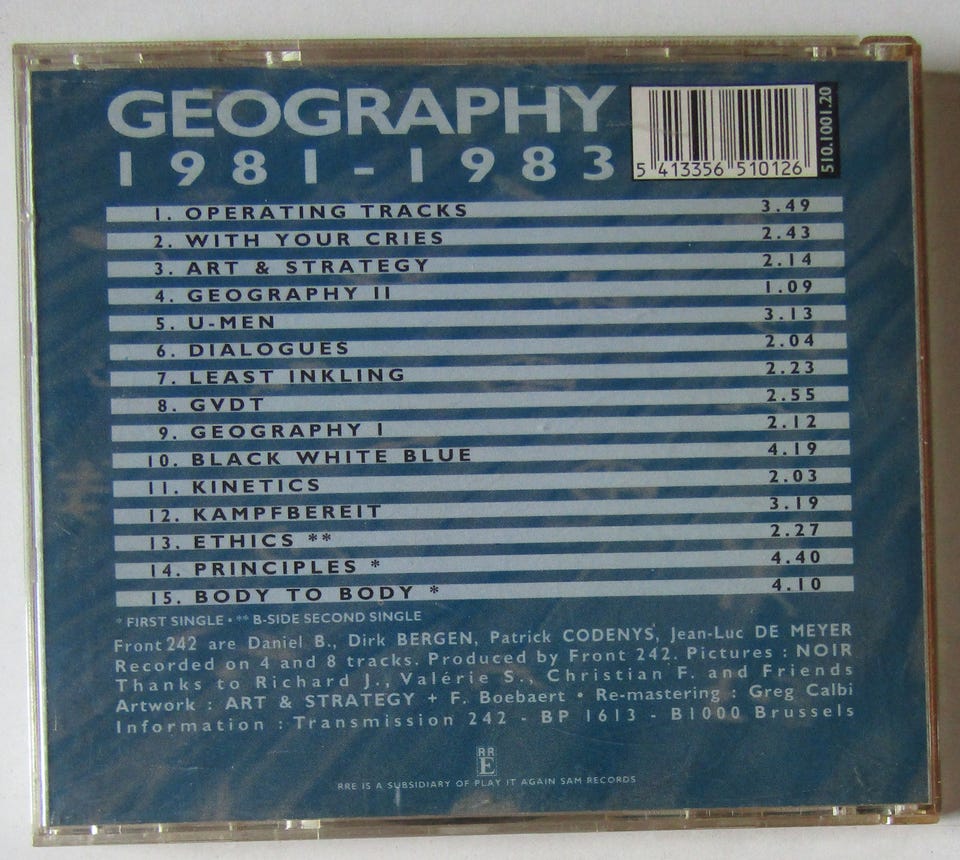 GEOGRAPHY
1981-1983
5 413356 510126
510.1001.20
1. OPERATING TRACKS 3.49
2. WITH YOUR CRIES 2.43
3. ART & STRATEGY 2.14
4. GEOGRAPHY II 1.09
5. U-MEN 3.13
6. DIALOGUES 2.04
7. LEAST INKLING 2.23
8. GVDT 2.55
9. GEOGRAPHY I 2.12
10. BLACK WHITE BLUE 4.19
11. KINETICS 2.03
12. KAMPFBEREIT 3.19
13. ETHICS ** 2.27
14. PRINCIPLES * 4.40
15. BODY TO BODY * 4.10
* FIRST SINGLE • ** B-SIDE SECOND SINGLE
Front 242 are Daniel B., Dirk BERGEN, Patrick CODENYS, Jean-Luc DE MEYER
Recorded on 4 and 8 tracks. Produced by Front 242. Pictures : NOIR
Thanks to Richard J., Valérie S., Christian F. and Friends
Artwork : ART & STRATEGY + F. Boebaert • Re-mastering : Greg Calbi
Information : Transmission 242 - BP 1613 - B1000 Brussels
RR
E
RRE IS A SUBSIDIARY OF PLAY IT AGAIN SAM RECORDS